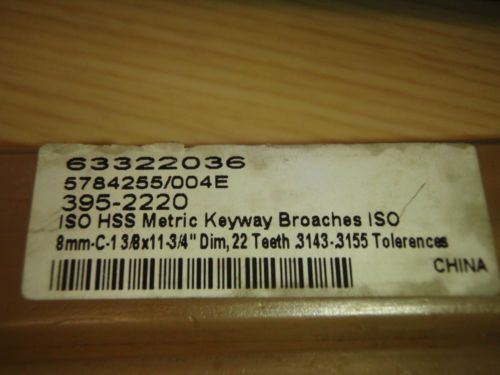 63322036
5784255/004E
395-2220
ISO HSS Metric Keyway Broaches ISO
8mm-C-1 3/8x11-3/4" Dim, 22 Teeth .3143-.3155 Tolerences
CHINA